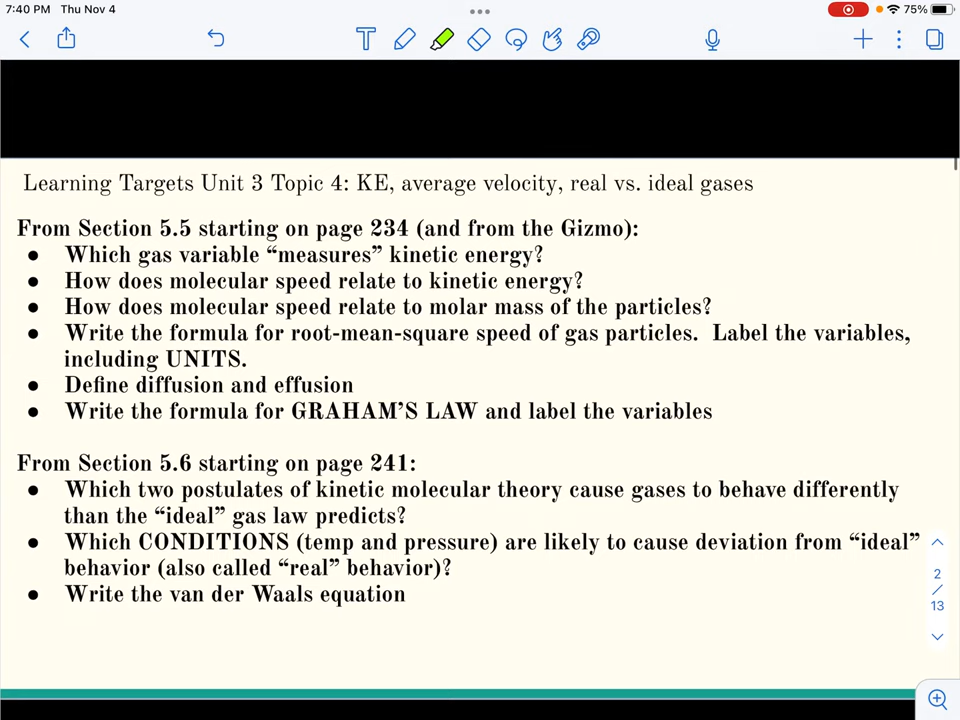 7:40 PM Thu Nov 4
75%
Learning Targets Unit 3 Topic 4: KE, average velocity, real vs. ideal gases
From Section 5.5 starting on page 234 (and from the Gizmo):
● Which gas variable “measures” kinetic energy?
● How does molecular speed relate to kinetic energy?
● How does molecular speed relate to molar mass of the particles?
● Write the formula for root-mean-square speed of gas particles. Label the variables,
including UNITS.
● Define diffusion and effusion
● Write the formula for GRAHAM’S LAW and label the variables
From Section 5.6 starting on page 241:
● Which two postulates of kinetic molecular theory cause gases to behave differently
than the “ideal” gas law predicts?
● Which CONDITIONS (temp and pressure) are likely to cause deviation from “ideal”
behavior (also called “real” behavior)?
● Write the van der Waals equation
2
/
13